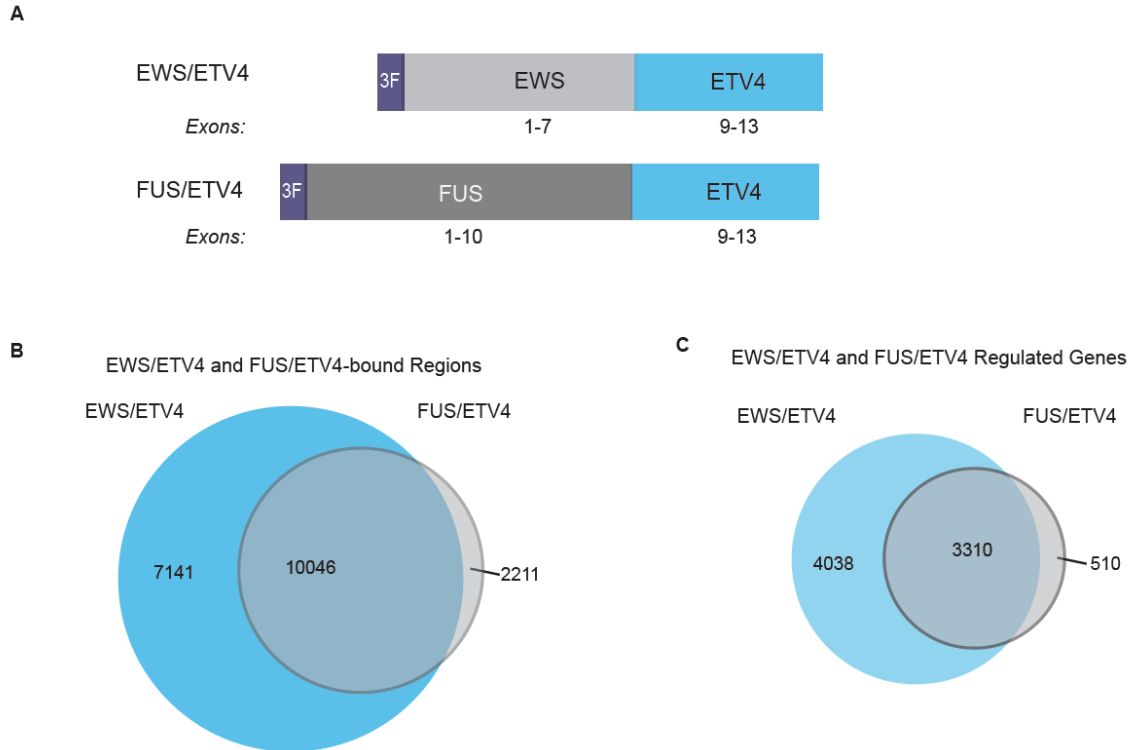 A
EWS/ETV4
3F
EWS
ETV4
Exons:
1-7
9-13
FUS/ETV4
3F
FUS
ETV4
Exons:
1-10
9-13
B
EWS/ETV4 and FUS/ETV4-bound Regions
EWS/ETV4
FUS/ETV4
7141
10046
2211
C
EWS/ETV4 and FUS/ETV4 Regulated Genes
EWS/ETV4
FUS/ETV4
4038
3310
510